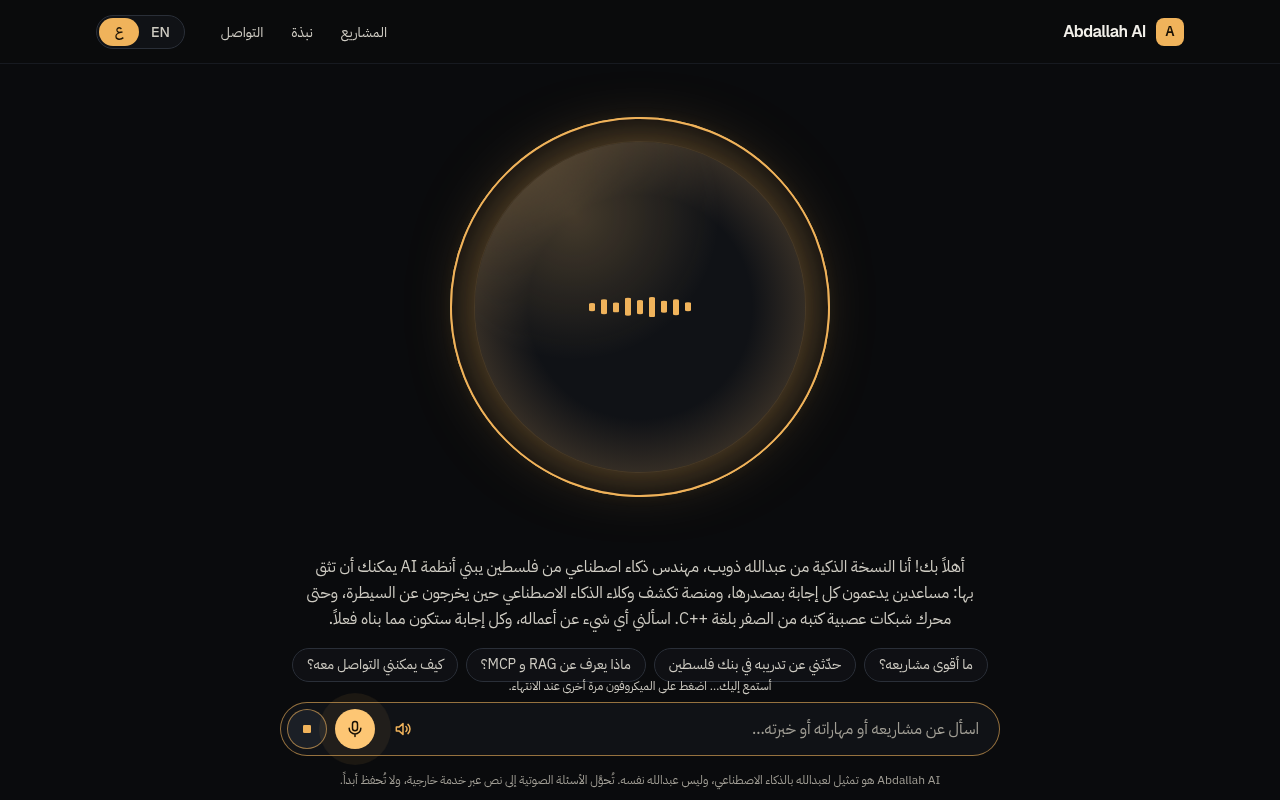 A Abdallah AI
المشاريع نبذة التواصل EN ع
أهلاً بك! أنا النسخة الذكية من عبدالله ذويب، مهندس ذكاء اصطناعي من فلسطين يبني أنظمة AI يمكنك أن تثق
بها: مساعدين يدعمون كل إجابة بمصدرها، ومنصة تكشف وكلاء الذكاء الاصطناعي حين يخرجون عن السيطرة، وحتى
محرك شبكات عصبية كتبه من الصفر بلغة C++. اسألني أي شيء عن أعماله، وكل إجابة ستكون مما بناه فعلاً.
ما أقوى مشاريعه؟ حدّثني عن تدريبه في بنك فلسطين ماذا يعرف عن RAG و MCP؟ كيف يمكنني التواصل معه؟
أستمع إليك... اضغط على الميكروفون مرة أخرى عند الانتهاء.
اسأل عن مشاريعه أو مهاراته أو خبرته...
Abdallah AI هو تمثيل لعبدالله بالذكاء الاصطناعي، وليس عبدالله نفسه. تُحوَّل الأسئلة الصوتية إلى نص عبر خدمة خارجية، ولا تُحفظ أبداً.